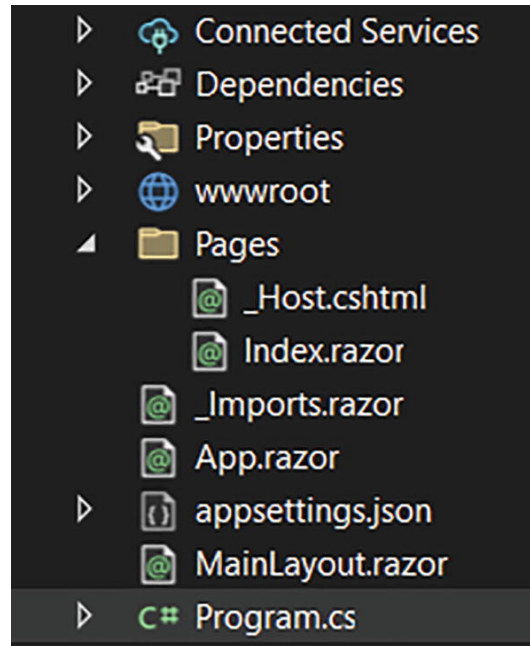 Connected Services
Dependencies
Properties
wwwroot
Pages
_Host.cshtml
Index.razor
_Imports.razor
App.razor
appsettings.json
MainLayout.razor
C# Program.cs